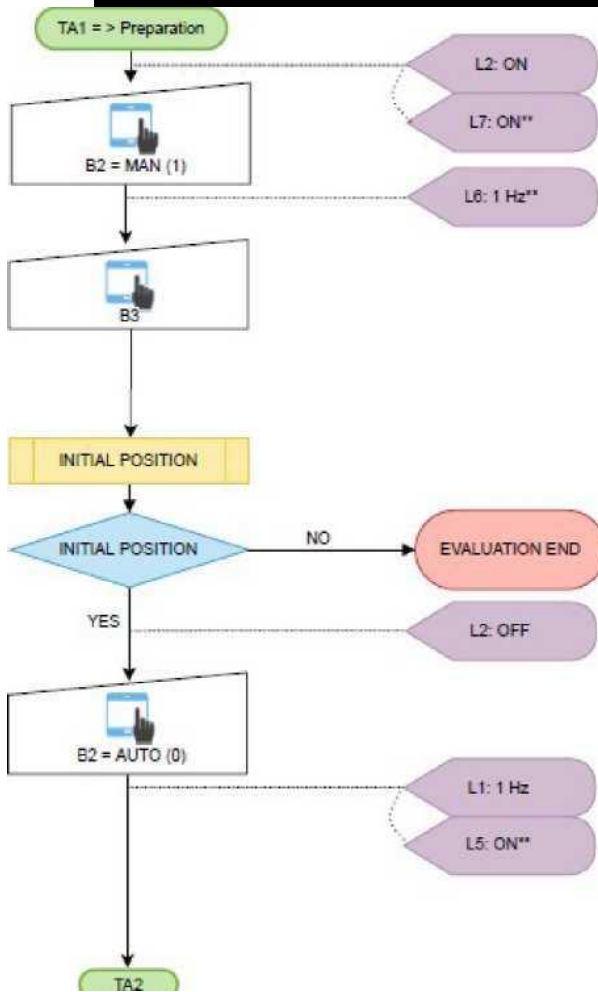 TA1 = > Preparation
L2: ON
L7: ON**
B2 = MAN (1)
L6: 1 Hz**
B3
INITIAL POSITION
INITIAL POSITION
NO
EVALUATION END
YES
L2: OFF
B2 = AUTO (0)
L1: 1 Hz
L5: ON**
TA2